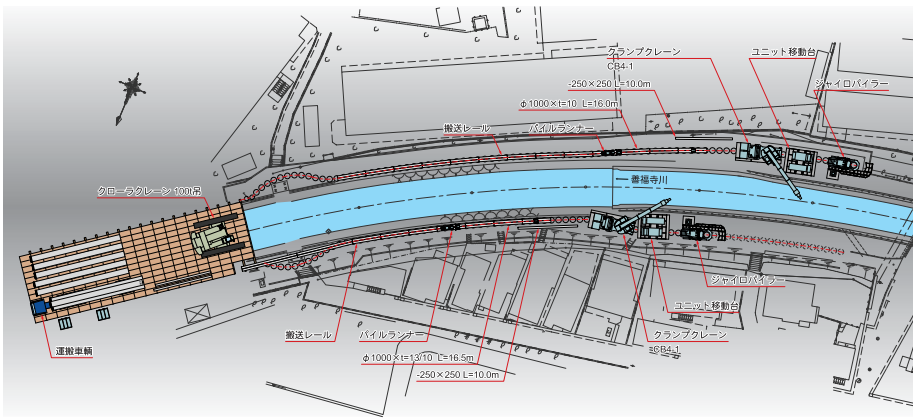 クランプクレーン
CB4-1
ユニット移動台
-250×250 L=10.0m
ジャイロパイラー
φ1000×t=10 L=16.0m
搬送レール
パイルランナー
善福寺川
クローラクレーン 100t吊
ジャイロパイラー
ユニット移動台
運搬車輌
搬送レール
パイルランナー
クランプクレーン
CB4-1
φ1000×t=13/10 L=16.5m
-250×250 L=10.0m